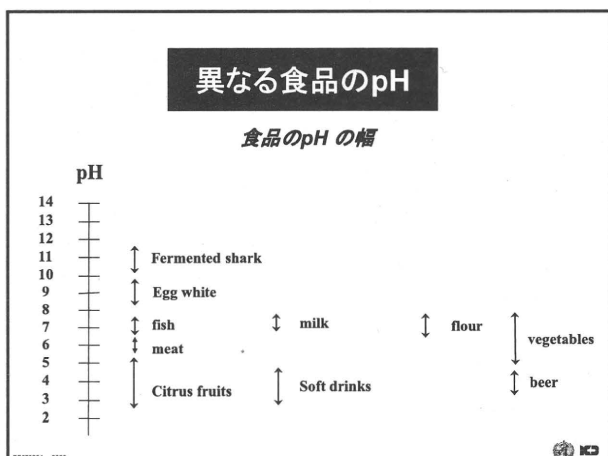 異なる食品のpH
食品のpH の幅
pH
14
13
12
11
10
9
8
7
6
5
4
3
2
Fermented shark
Egg white
fish
milk
flour
vegetables
meat
Citrus fruits
Soft drinks
beer